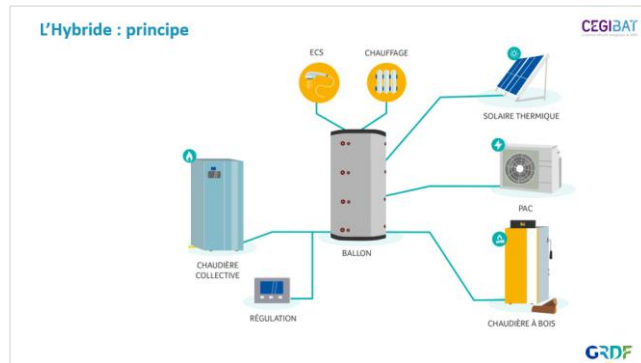 L'Hybride : principe
CEGIBAT
ECS
CHAUFFAGE
SOLAIRE THERMIQUE
PAC
CHAUDIÈRE
COLLECTIVE
BALLON
RÉGULATION
CHAUDIÈRE À BOIS
GRDF